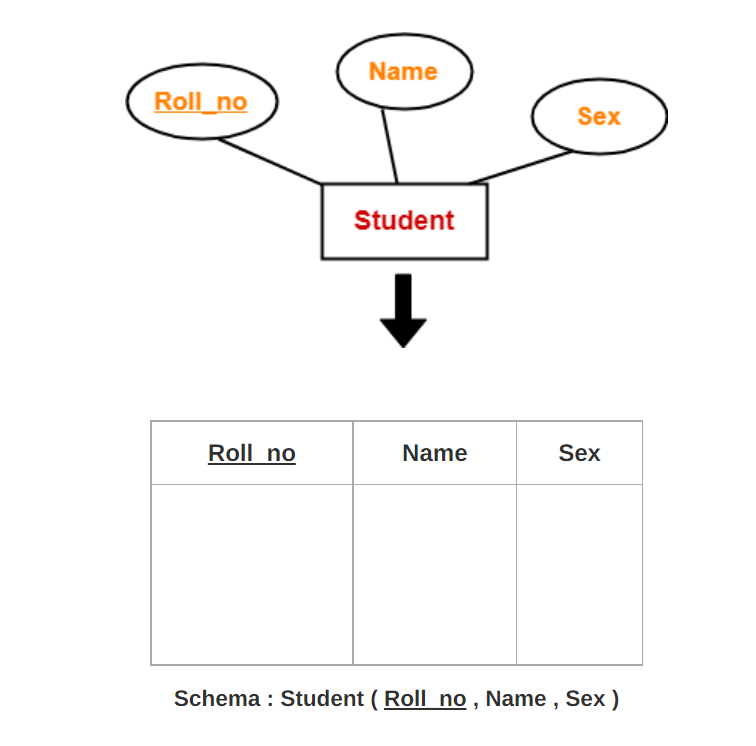 Name
Roll_no
Sex
Student
Roll_no Name Sex
Schema : Student ( Roll_no , Name , Sex )